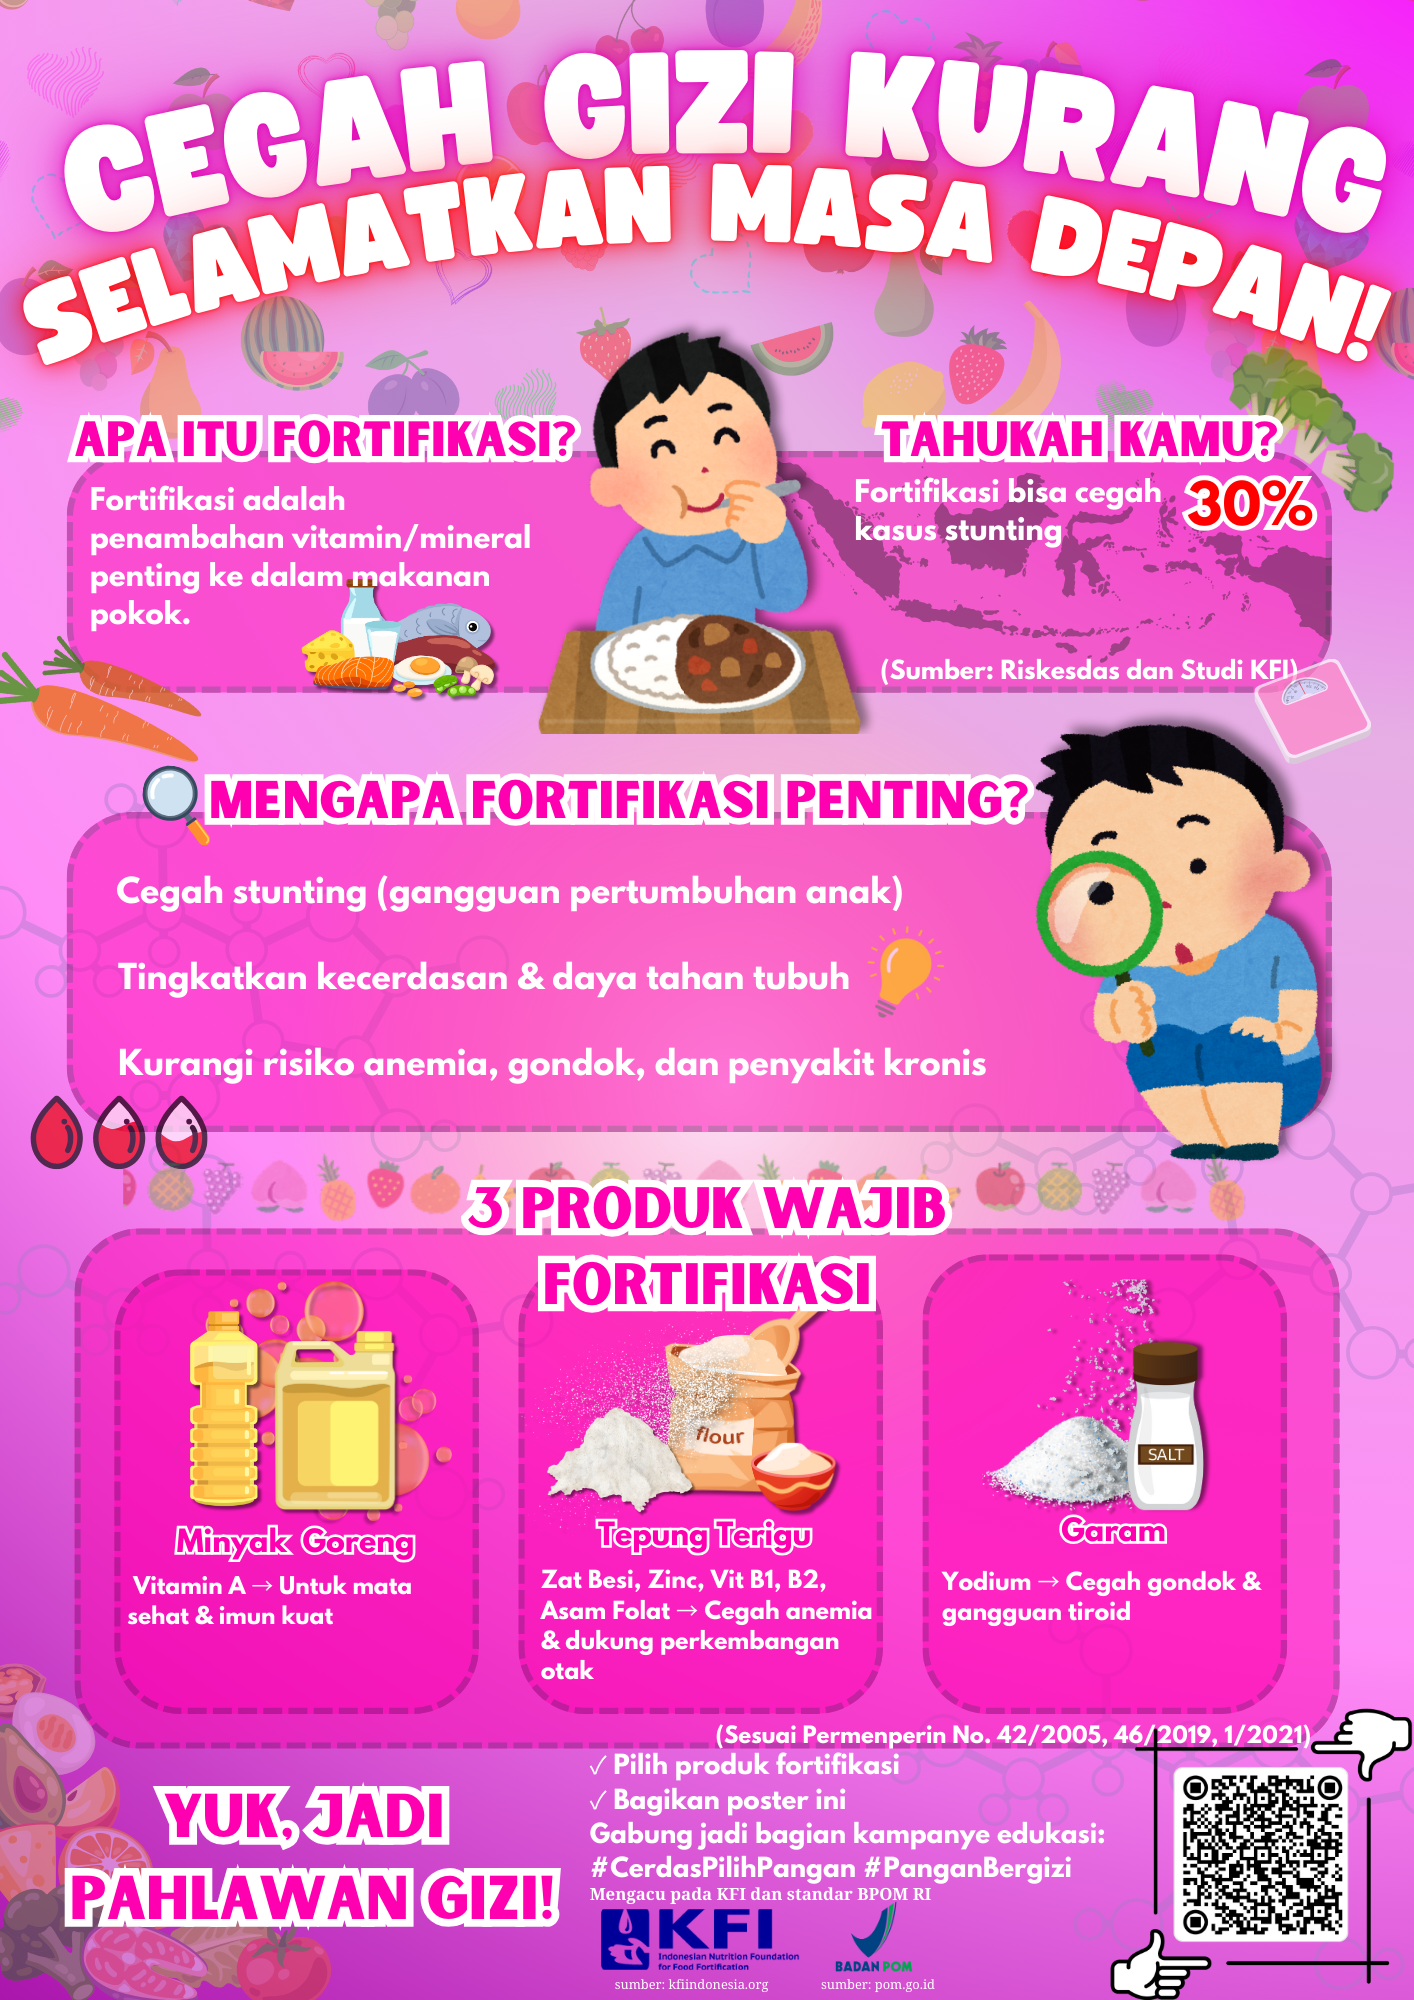 CEGAH GIZI KURANG
SELAMATKAN MASA DEPAN!
APA ITU FORTIFIKASI?
Fortifikasi adalah
penambahan vitamin/mineral
penting ke dalam makanan
pokok.
TAHUKAH KAMU?
Fortifikasi bisa cegah 30%
kasus stunting
(Sumber: Riskesdas dan Studi KFI)
MENGAPA FORTIFIKASI PENTING?
Cegah stunting (gangguan pertumbuhan anak)
Tingkatkan kecerdasan & daya tahan tubuh
Kurangi risiko anemia, gondok, dan penyakit kronis
3 PRODUK WAJIB
FORTIFIKASI
Minyak Goreng
Vitamin A → Untuk mata
sehat & imun kuat
flour
Tepung Terigu
Zat Besi, Zinc, Vit B1, B2,
Asam Folat → Cegah anemia
& dukung perkembangan
otak
SALT
Garam
Yodium → Cegah gondok &
gangguan tiroid
(Sesuai Permenperin No. 42/2005, 46/2019, 1/2021)
YUK, JADI
PAHLAWAN GIZI!
✓ Pilih produk fortifikasi
✓ Bagikan poster ini
Gabung jadi bagian kampanye edukasi:
#CerdasPilihPangan #PanganBergizi
Mengacu pada KFI dan standar BPOM RI
KFI
Indonesian Nutrition Foundation
for Food Fortification
sumber: kfiindonesia.org
BADAN POM
sumber: pom.go.id